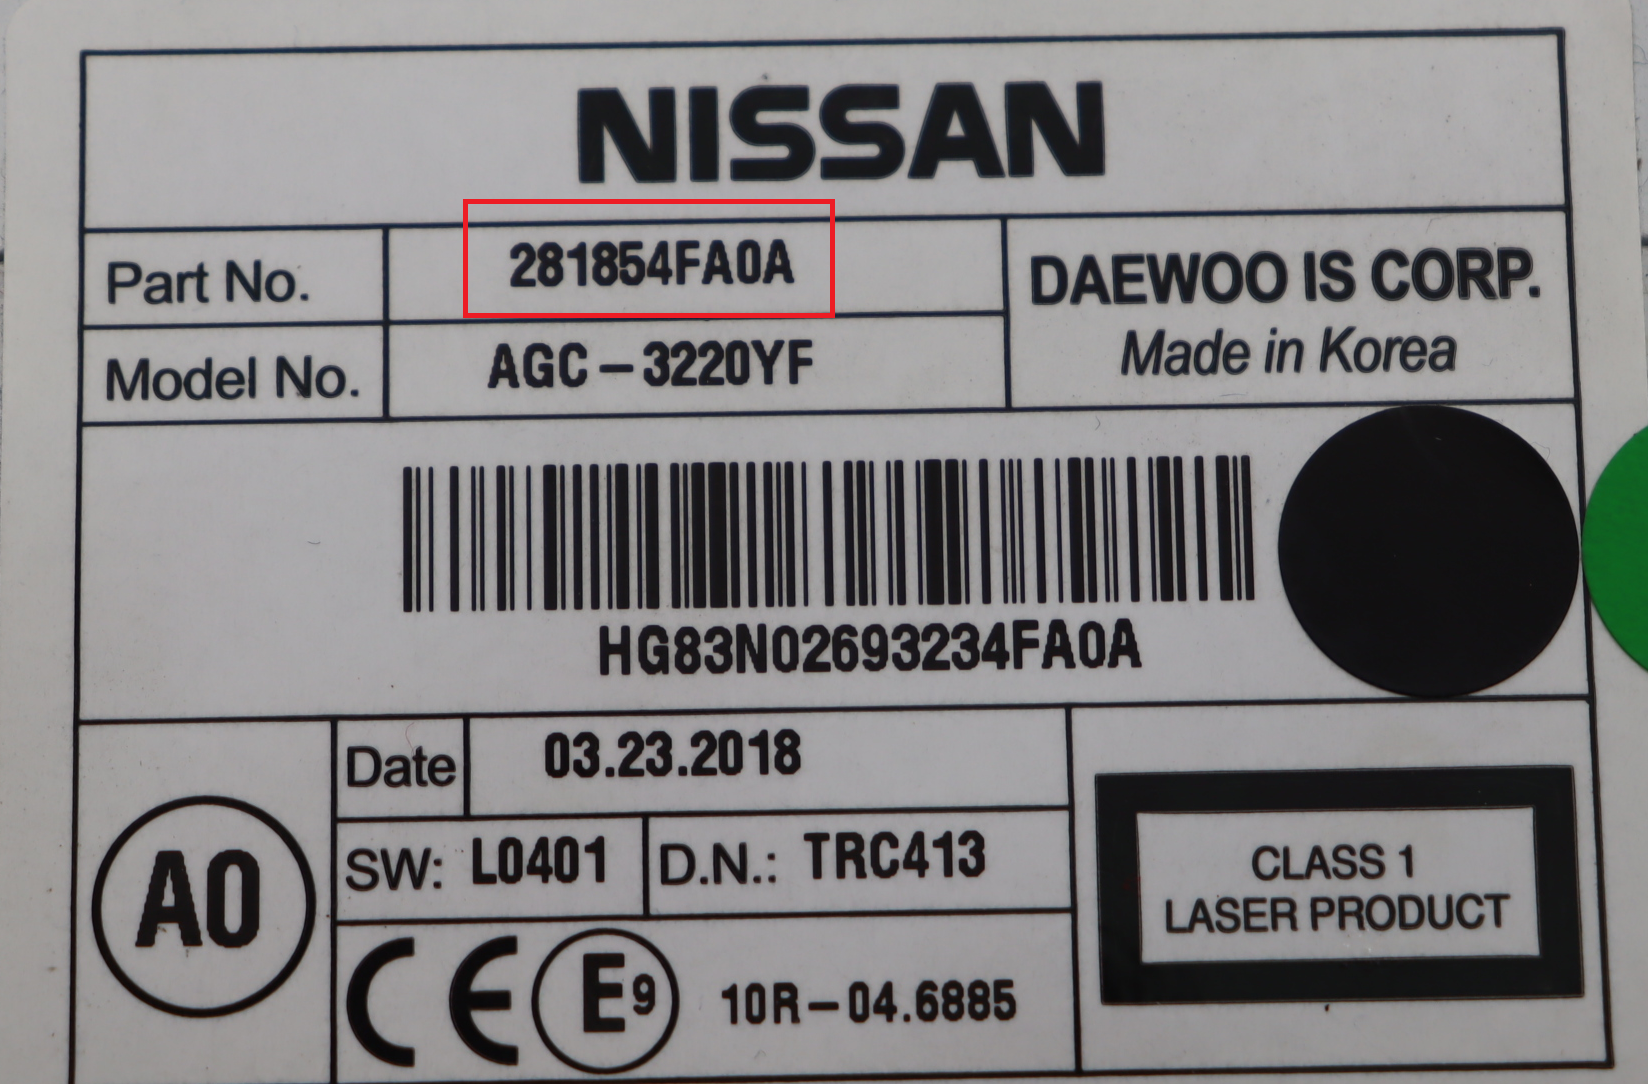 NISSAN
Part No. 281854FA0A
DAEWOO IS CORP.
Made in Korea
Model No. AGC-3220YF
HG83N02693234FA0A
A0
Date 03.23.2018
SW: L0401 D.N.: TRC413
CE E9 10R-04.6885
CLASS 1
LASER PRODUCT